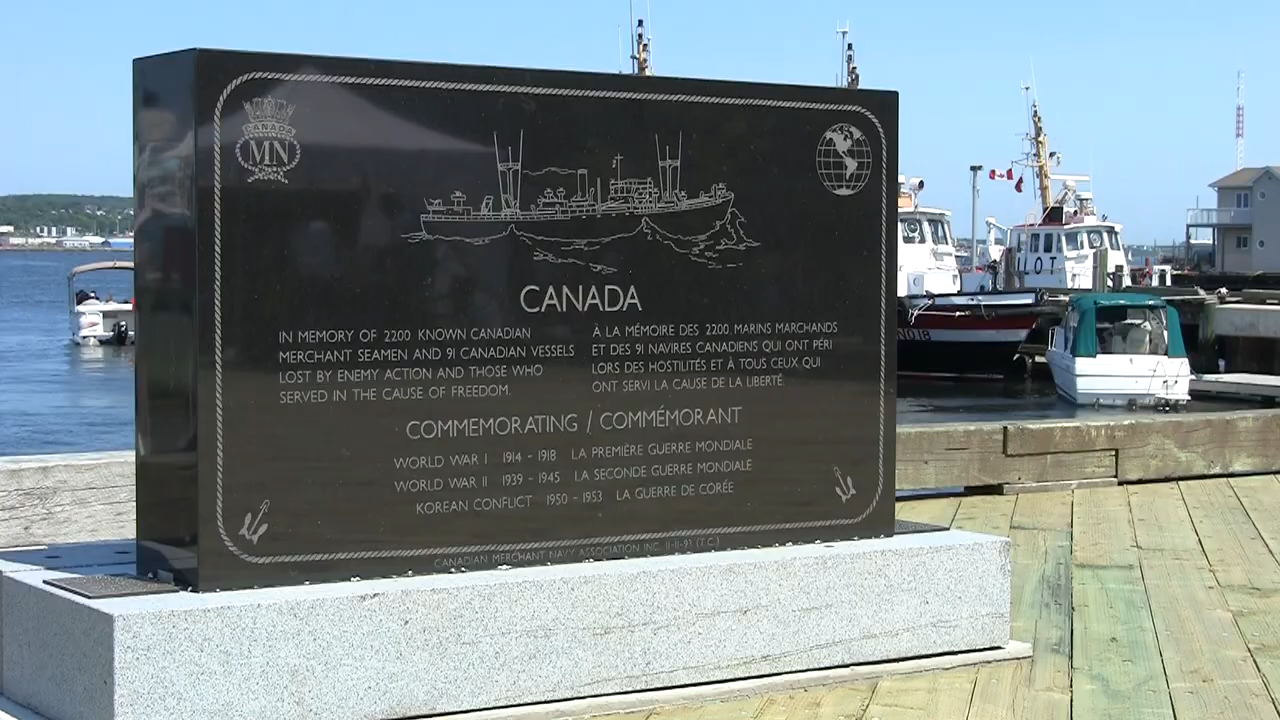 CANADA
MN
CANADA
IN MEMORY OF 2200 KNOWN CANADIAN
MERCHANT SEAMEN AND 91 CANADIAN VESSELS
LOST BY ENEMY ACTION AND THOSE WHO
SERVED IN THE CAUSE OF FREEDOM.
À LA MÉMOIRE DES 2200 MARINS MARCHANDS
ET DES 91 NAVIRES CANADIENS QUI ONT PÉRI
LORS DES HOSTILITÉS ET À TOUS CEUX QUI
ONT SERVI LA CAUSE DE LA LIBERTÉ.
COMMEMORATING / COMMÉMORANT
WORLD WAR I 1914 - 1918 LA PREMIÈRE GUERRE MONDIALE
WORLD WAR II 1939 - 1945 LA SECONDE GUERRE MONDIALE
KOREAN CONFLICT 1950 - 1953 LA GUERRE DE CORÉE
CANADIAN MERCHANT NAVY ASSOCIATION INC. 11-11-93 (T.C.)
LOT